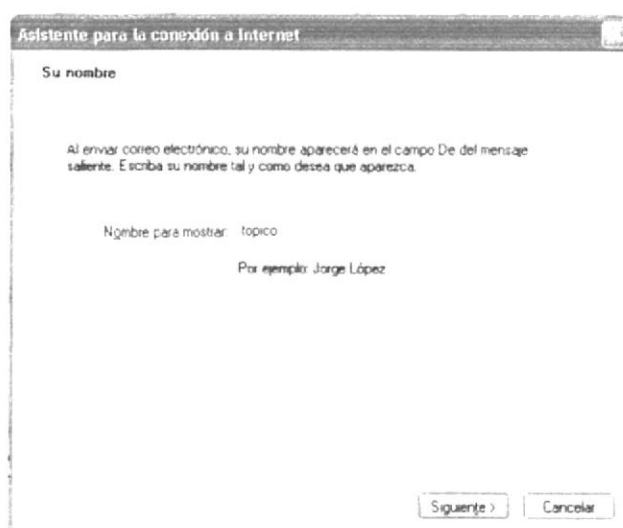 Asistente para la conexión a Internet
Su nombre
Al enviar correo electrónico, su nombre aparecerá en el campo De del mensaje
saliente. Escriba su nombre tal y como desea que aparezca.
Nombre para mostrar: topico
Por ejemplo: Jorge López
Siguiente >
Cancelar